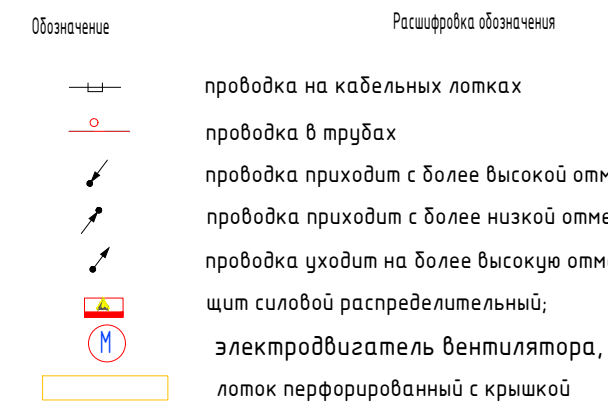 Обозначение Расшифровка обозначения
проводка на кабельных лотках
проводка в трубах
проводка приходит с более высокой отм
проводка приходит с более низкой отме
проводка уходит на более высокую отм
щит силовой распределительный;
М электродвигатель вентилятора,
лоток перфорированный с крышкой